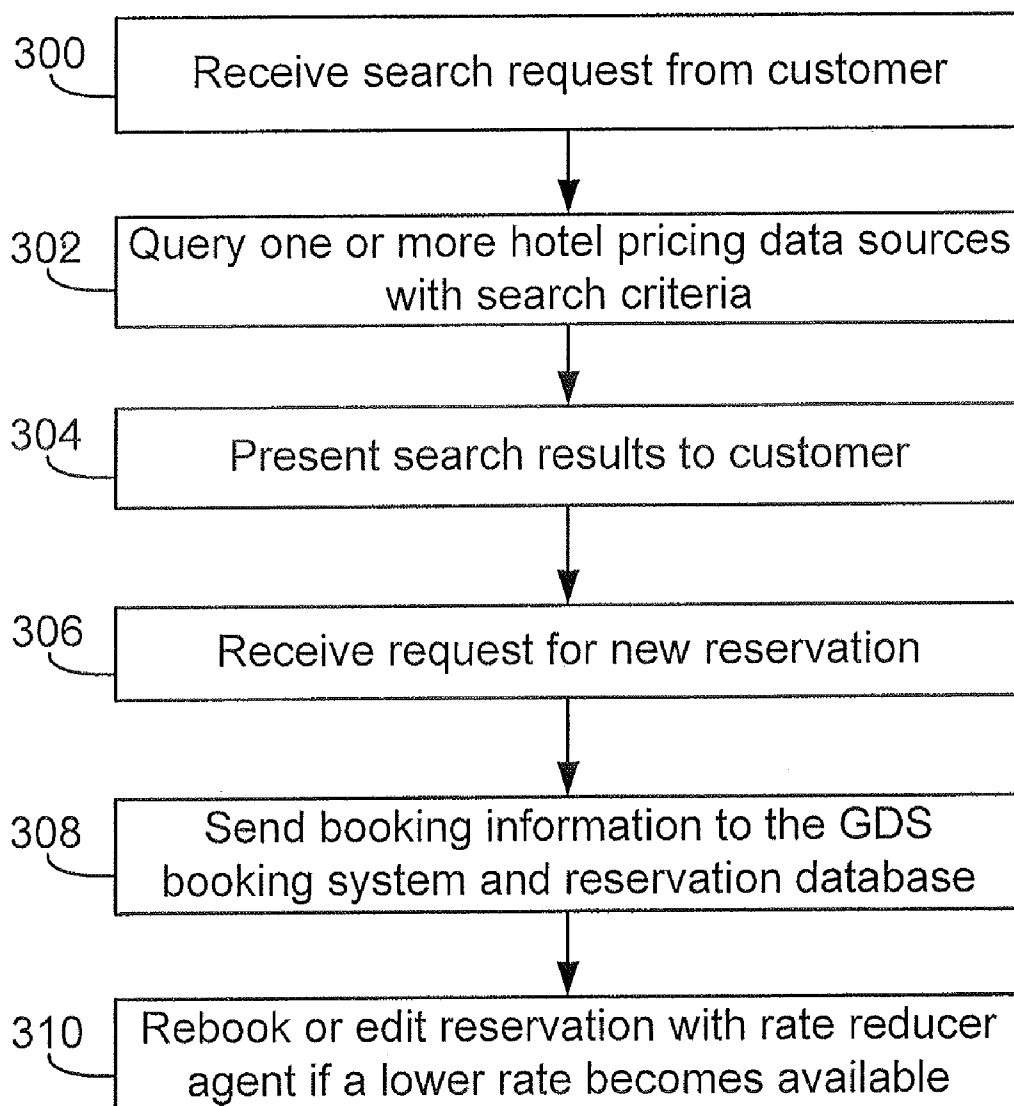 300
Receive search request from customer
302
Query one or more hotel pricing data sources
with search criteria
304
Present search results to customer
306
Receive request for new reservation
308
Send booking information to the GDS
booking system and reservation database
310
Rebook or edit reservation with rate reducer
agent if a lower rate becomes available